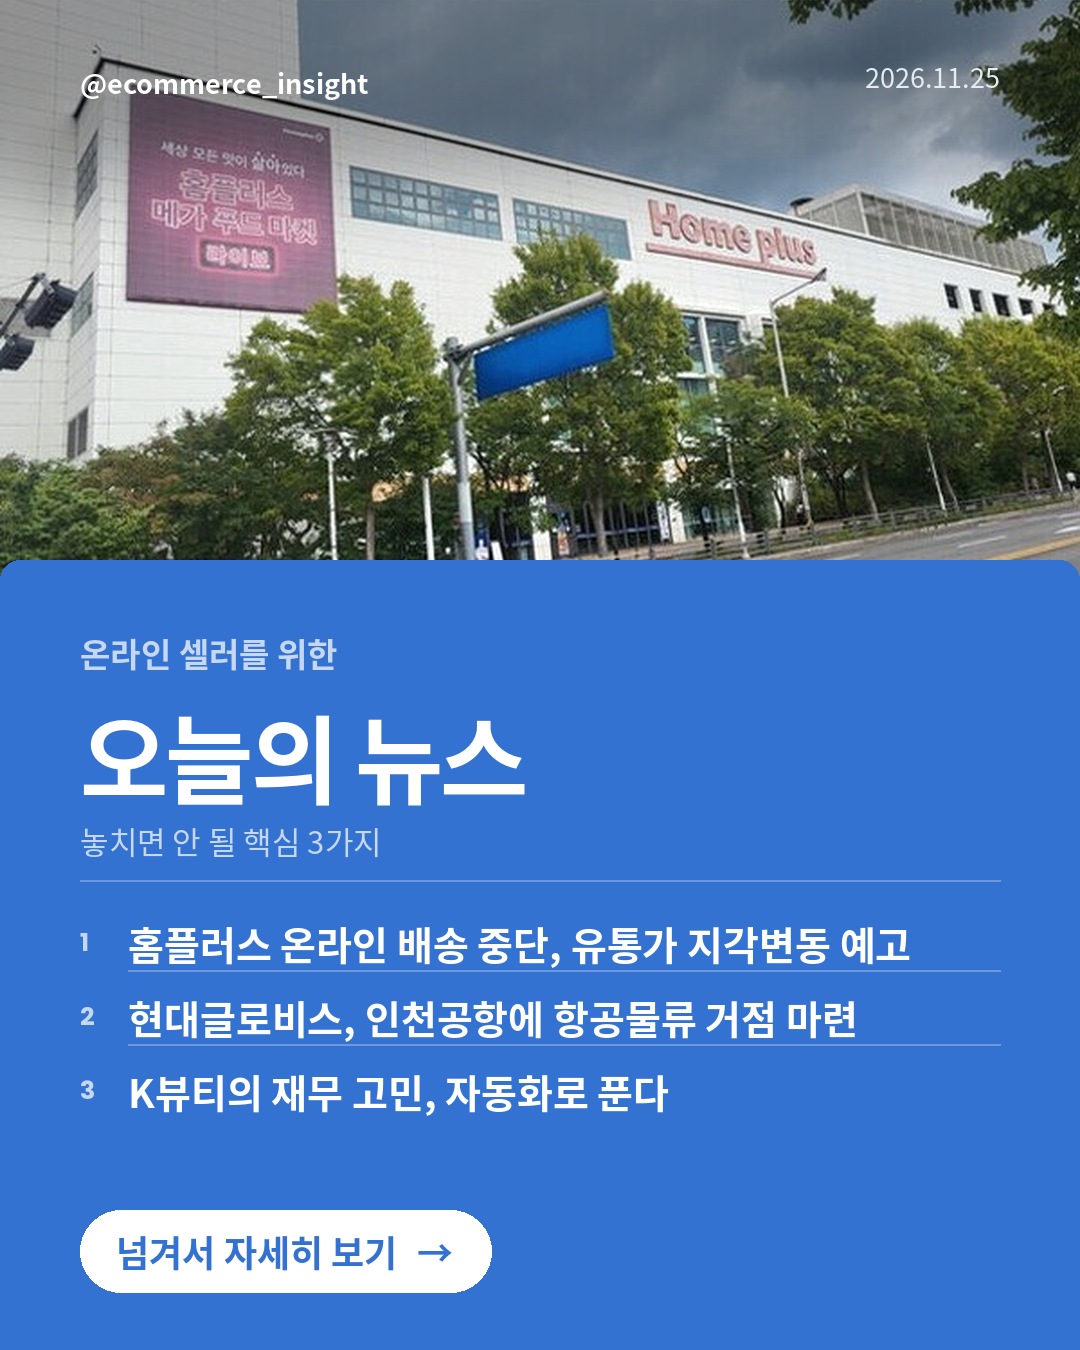 @ecommerce_insight
2026.11.25
세상 모든 맛이 살아있다
홈플러스
메가 푸드 마켓
라이브
Home plus
온라인 셀러를 위한
오늘의 뉴스
놓치면 안 될 핵심 3가지
1 홈플러스 온라인 배송 중단, 유통가 지각변동 예고
2 현대글로비스, 인천공항에 항공물류 거점 마련
3 K뷰티의 재무 고민, 자동화로 푼다
넘겨서 자세히 보기 →